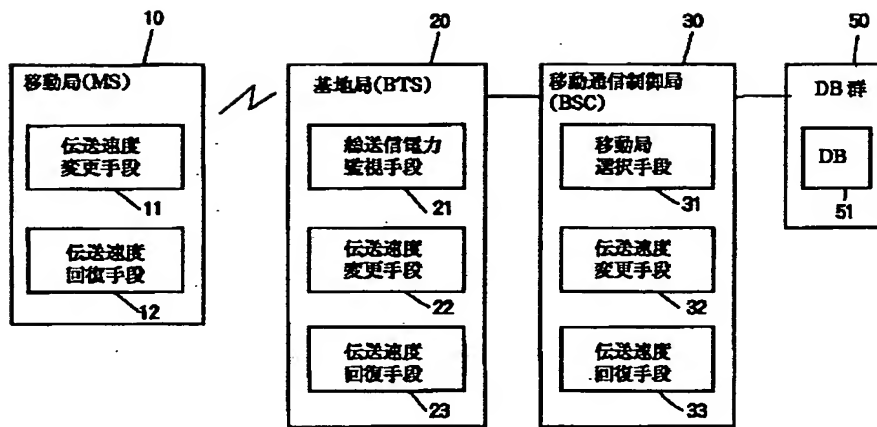 10
20
30
50
移動局(MS)
伝送速度
変更手段
11
伝送速度
回復手段
12
基地局(BTS)
総送信電力
監視手段
21
伝送速度
変更手段
22
伝送速度
回復手段
23
移動通信制御局
(BSC)
移動局
選択手段
31
伝送速度
変更手段
32
伝送速度
回復手段
33
DB 群
DB
51